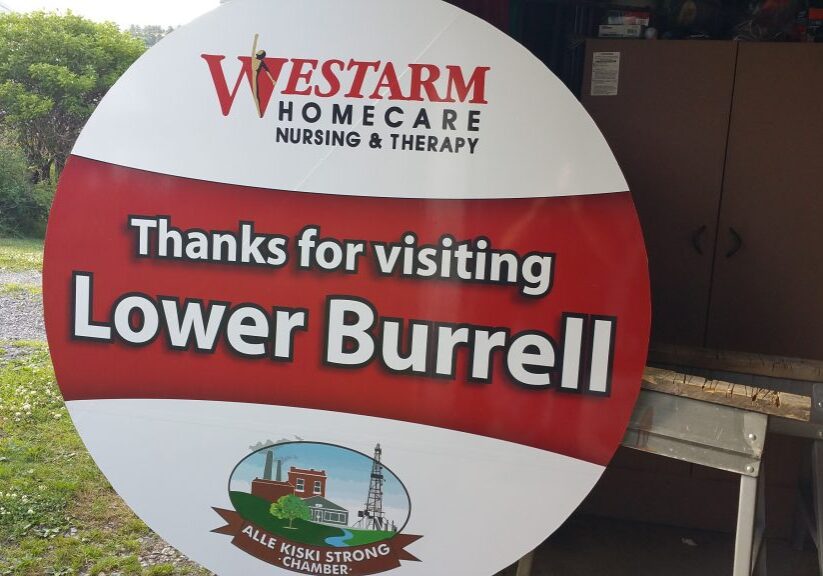 WESTARM
HOMECARE
NURSING & THERAPY
Thanks for visiting
Lower Burrell
ALLE KISKI STRONG
·CHAMBER·